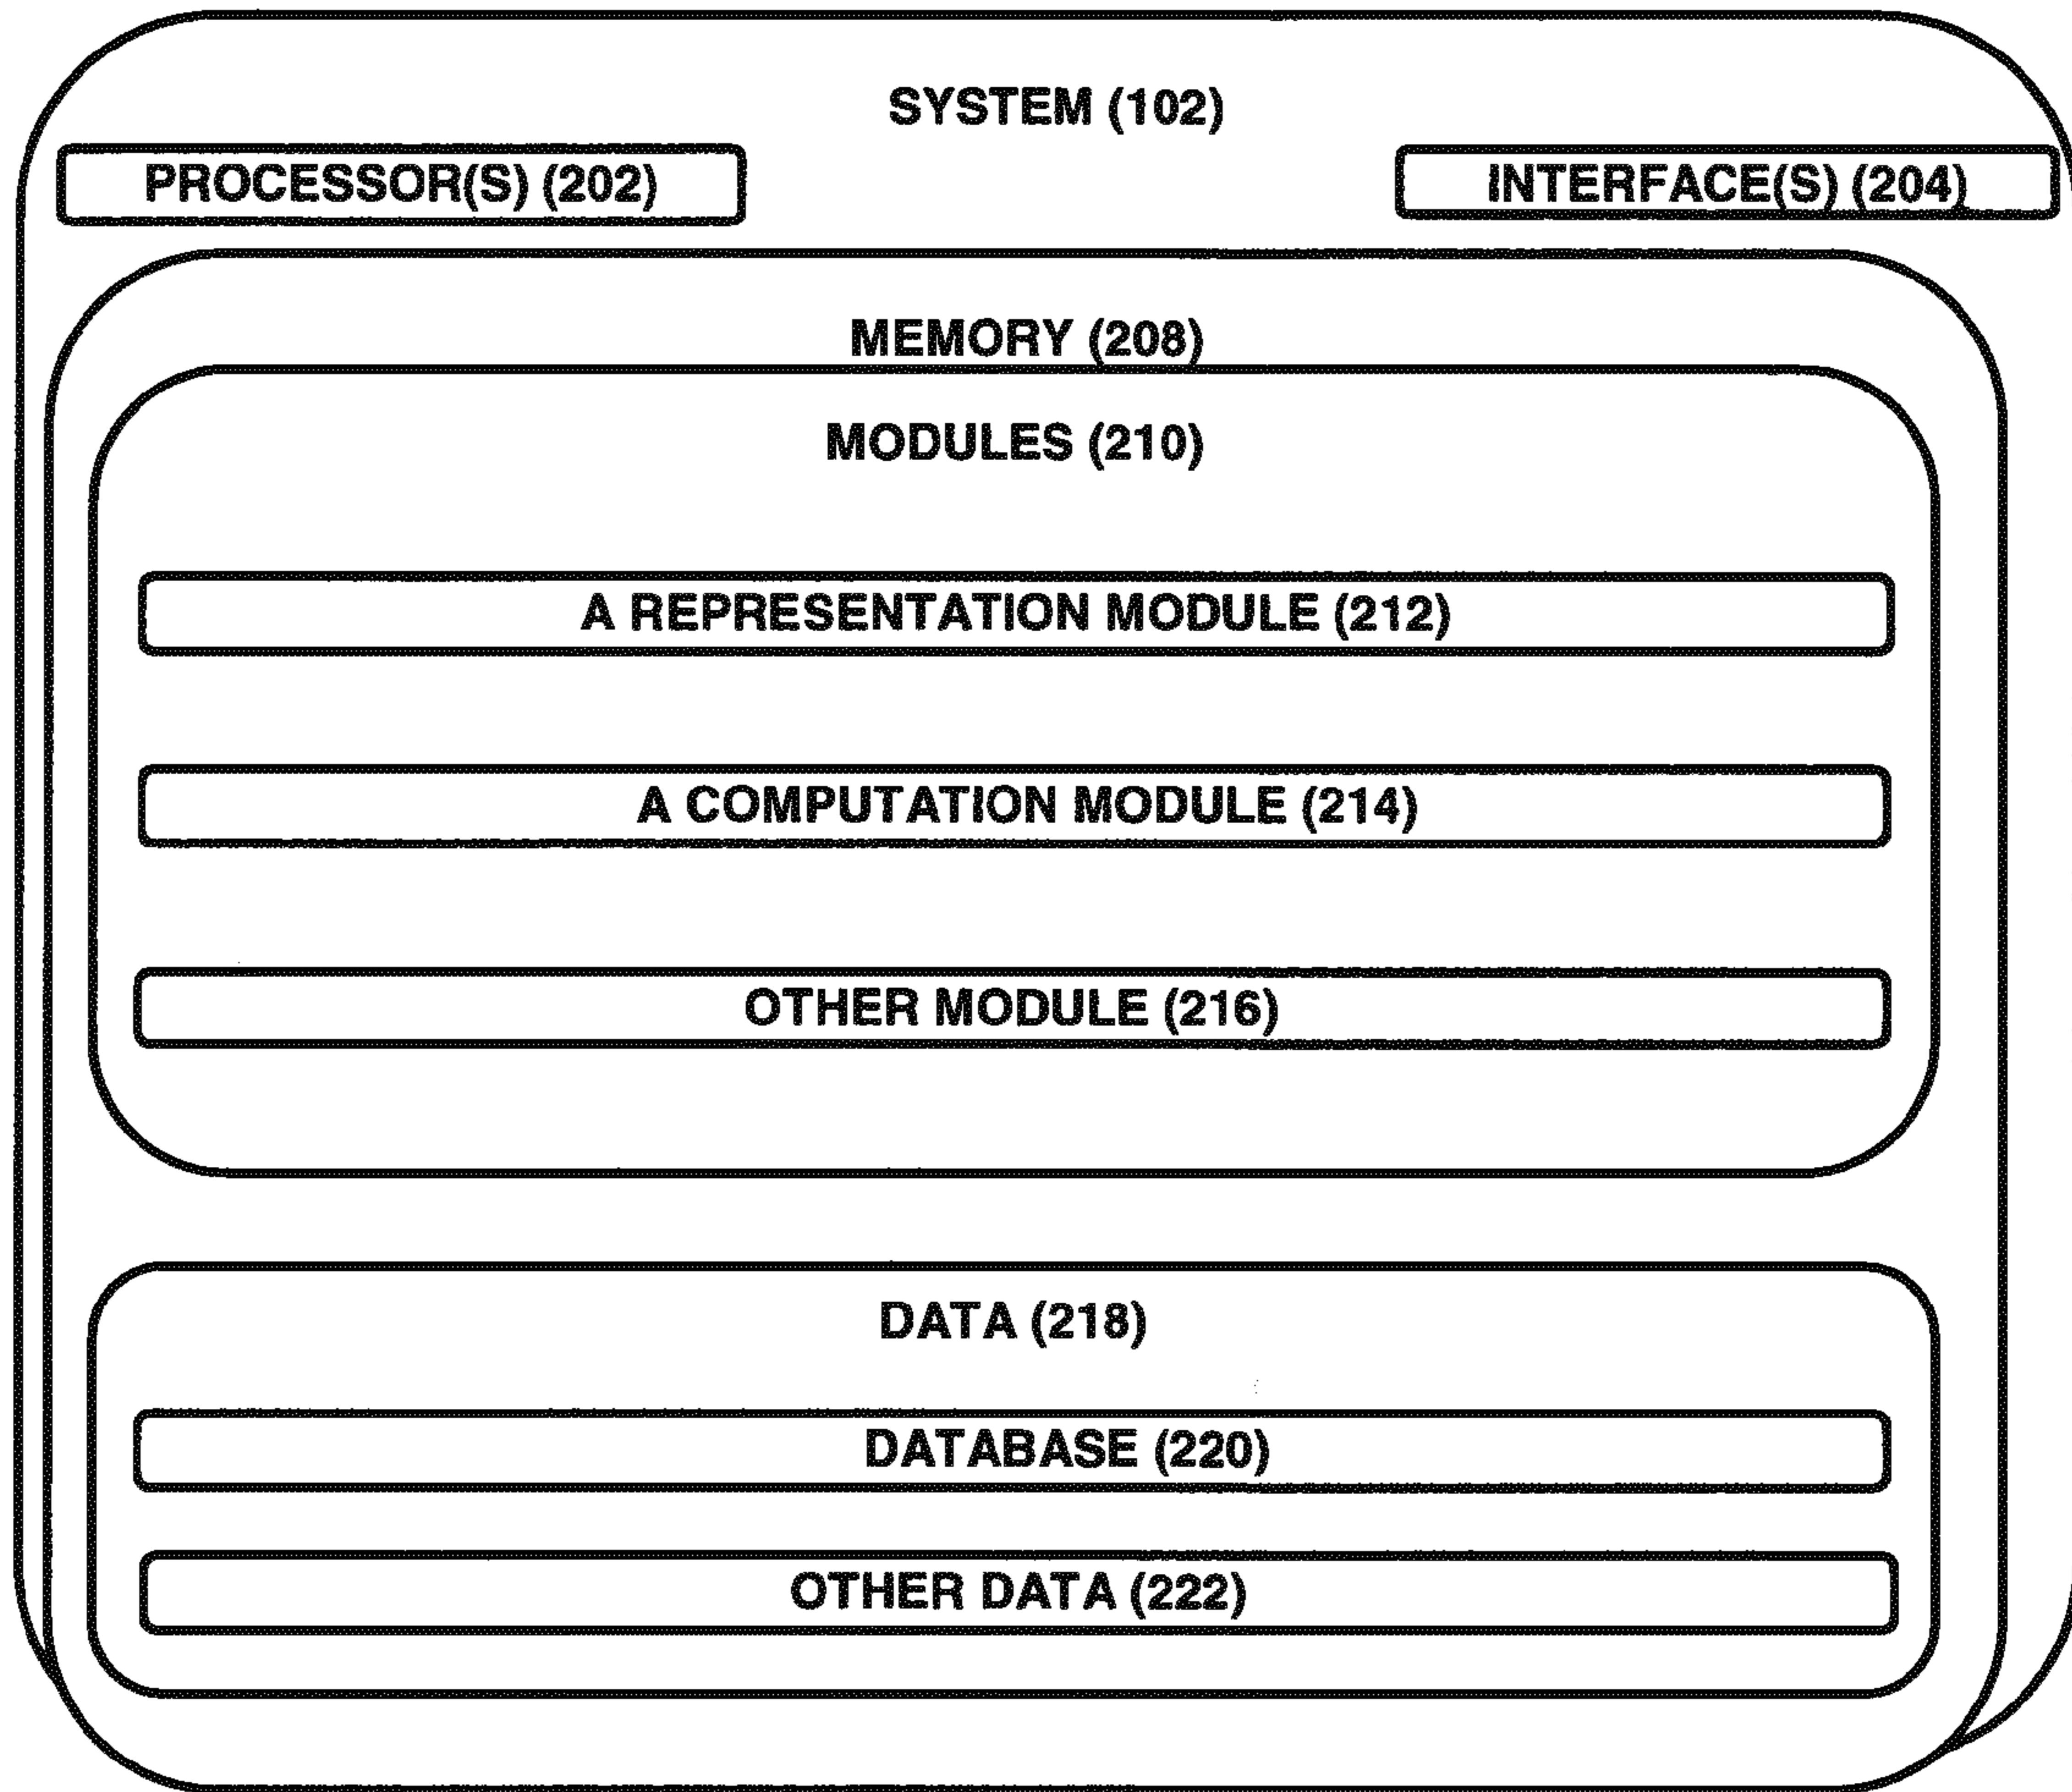 SYSTEM (102)
PROCESSOR(S) (202)
INTERFACE(S) (204)
MEMORY (208)
MODULES (210)
A REPRESENTATION MODULE (212)
A COMPUTATION MODULE (214)
OTHER MODULE (216)
DATA (218)
DATABASE (220)
OTHER DATA (222)